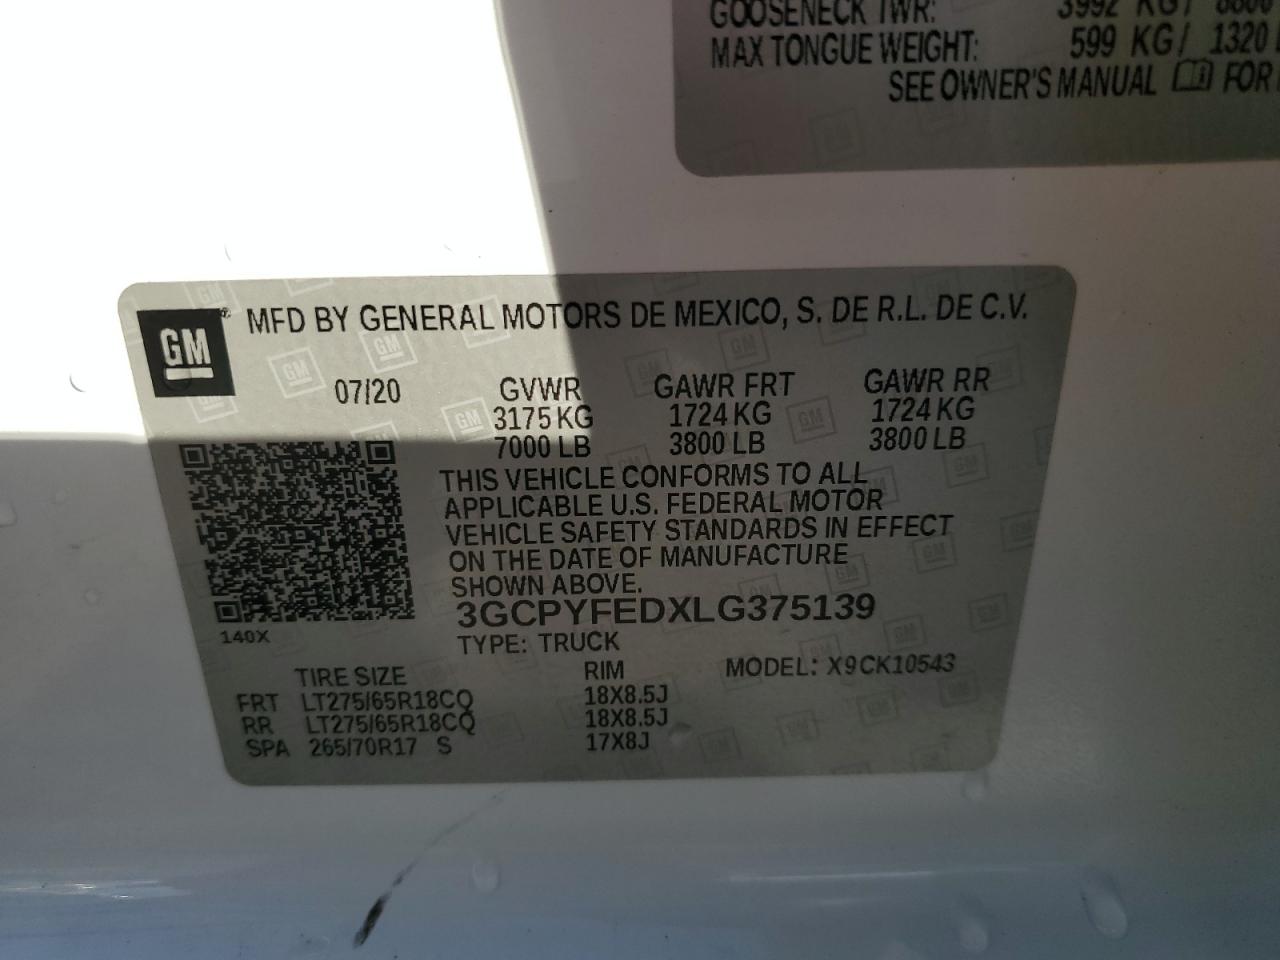 GOOSENECK TWR: 3992 KG/ 8800
MAX TONGUE WEIGHT: 599 KG/ 1320
SEE OWNER'S MANUAL FOR
GM MFD BY GENERAL MOTORS DE MEXICO, S. DE R.L. DE C.V.
07/20 GVWR GAWR FRT GAWR RR
3175 KG 1724 KG 1724 KG
7000 LB 3800 LB 3800 LB
THIS VEHICLE CONFORMS TO ALL
APPLICABLE U.S. FEDERAL MOTOR
VEHICLE SAFETY STANDARDS IN EFFECT
ON THE DATE OF MANUFACTURE
SHOWN ABOVE.
3GCPYFEDXLG375139
140X
TYPE: TRUCK
TIRE SIZE RIM MODEL: X9CK10543
FRT LT275/65R18CQ 18X8.5J
RR LT275/65R18CQ 18X8.5J
SPA 265/70R17 S 17X8J